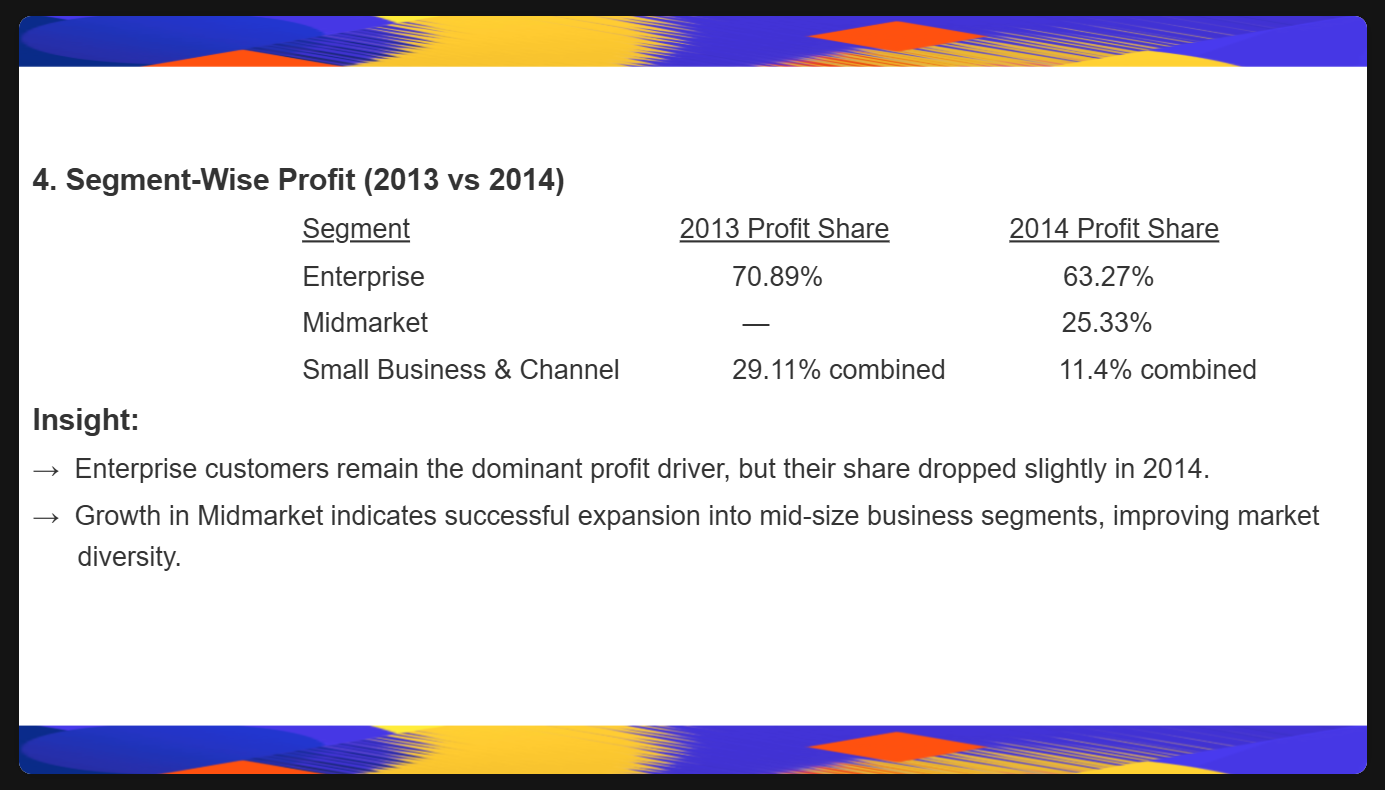 4. Segment-Wise Profit (2013 vs 2014)
Segment 2013 Profit Share 2014 Profit Share
Enterprise 70.89% 63.27%
Midmarket — 25.33%
Small Business & Channel 29.11% combined 11.4% combined
Insight:
→ Enterprise customers remain the dominant profit driver, but their share dropped slightly in 2014.
→ Growth in Midmarket indicates successful expansion into mid-size business segments, improving market
diversity.